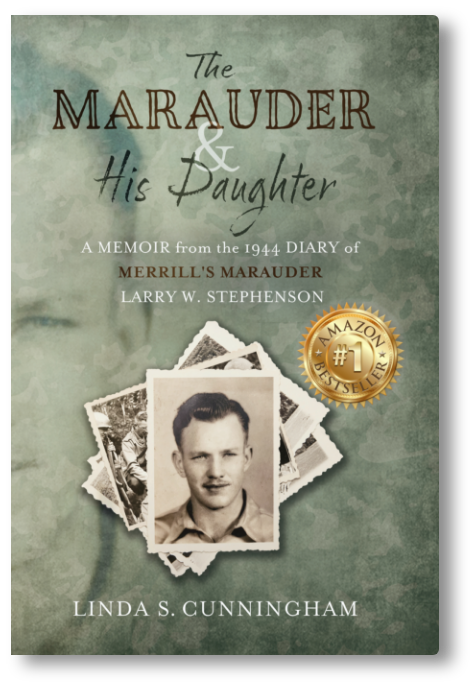 The
MARAUDER
&
His Daughter
A MEMOIR from the 1944 DIARY of
MERRILL'S MARAUDER
LARRY W. STEPHENSON
AMAZON
#1
BESTSELLER
LINDA S. CUNNINGHAM